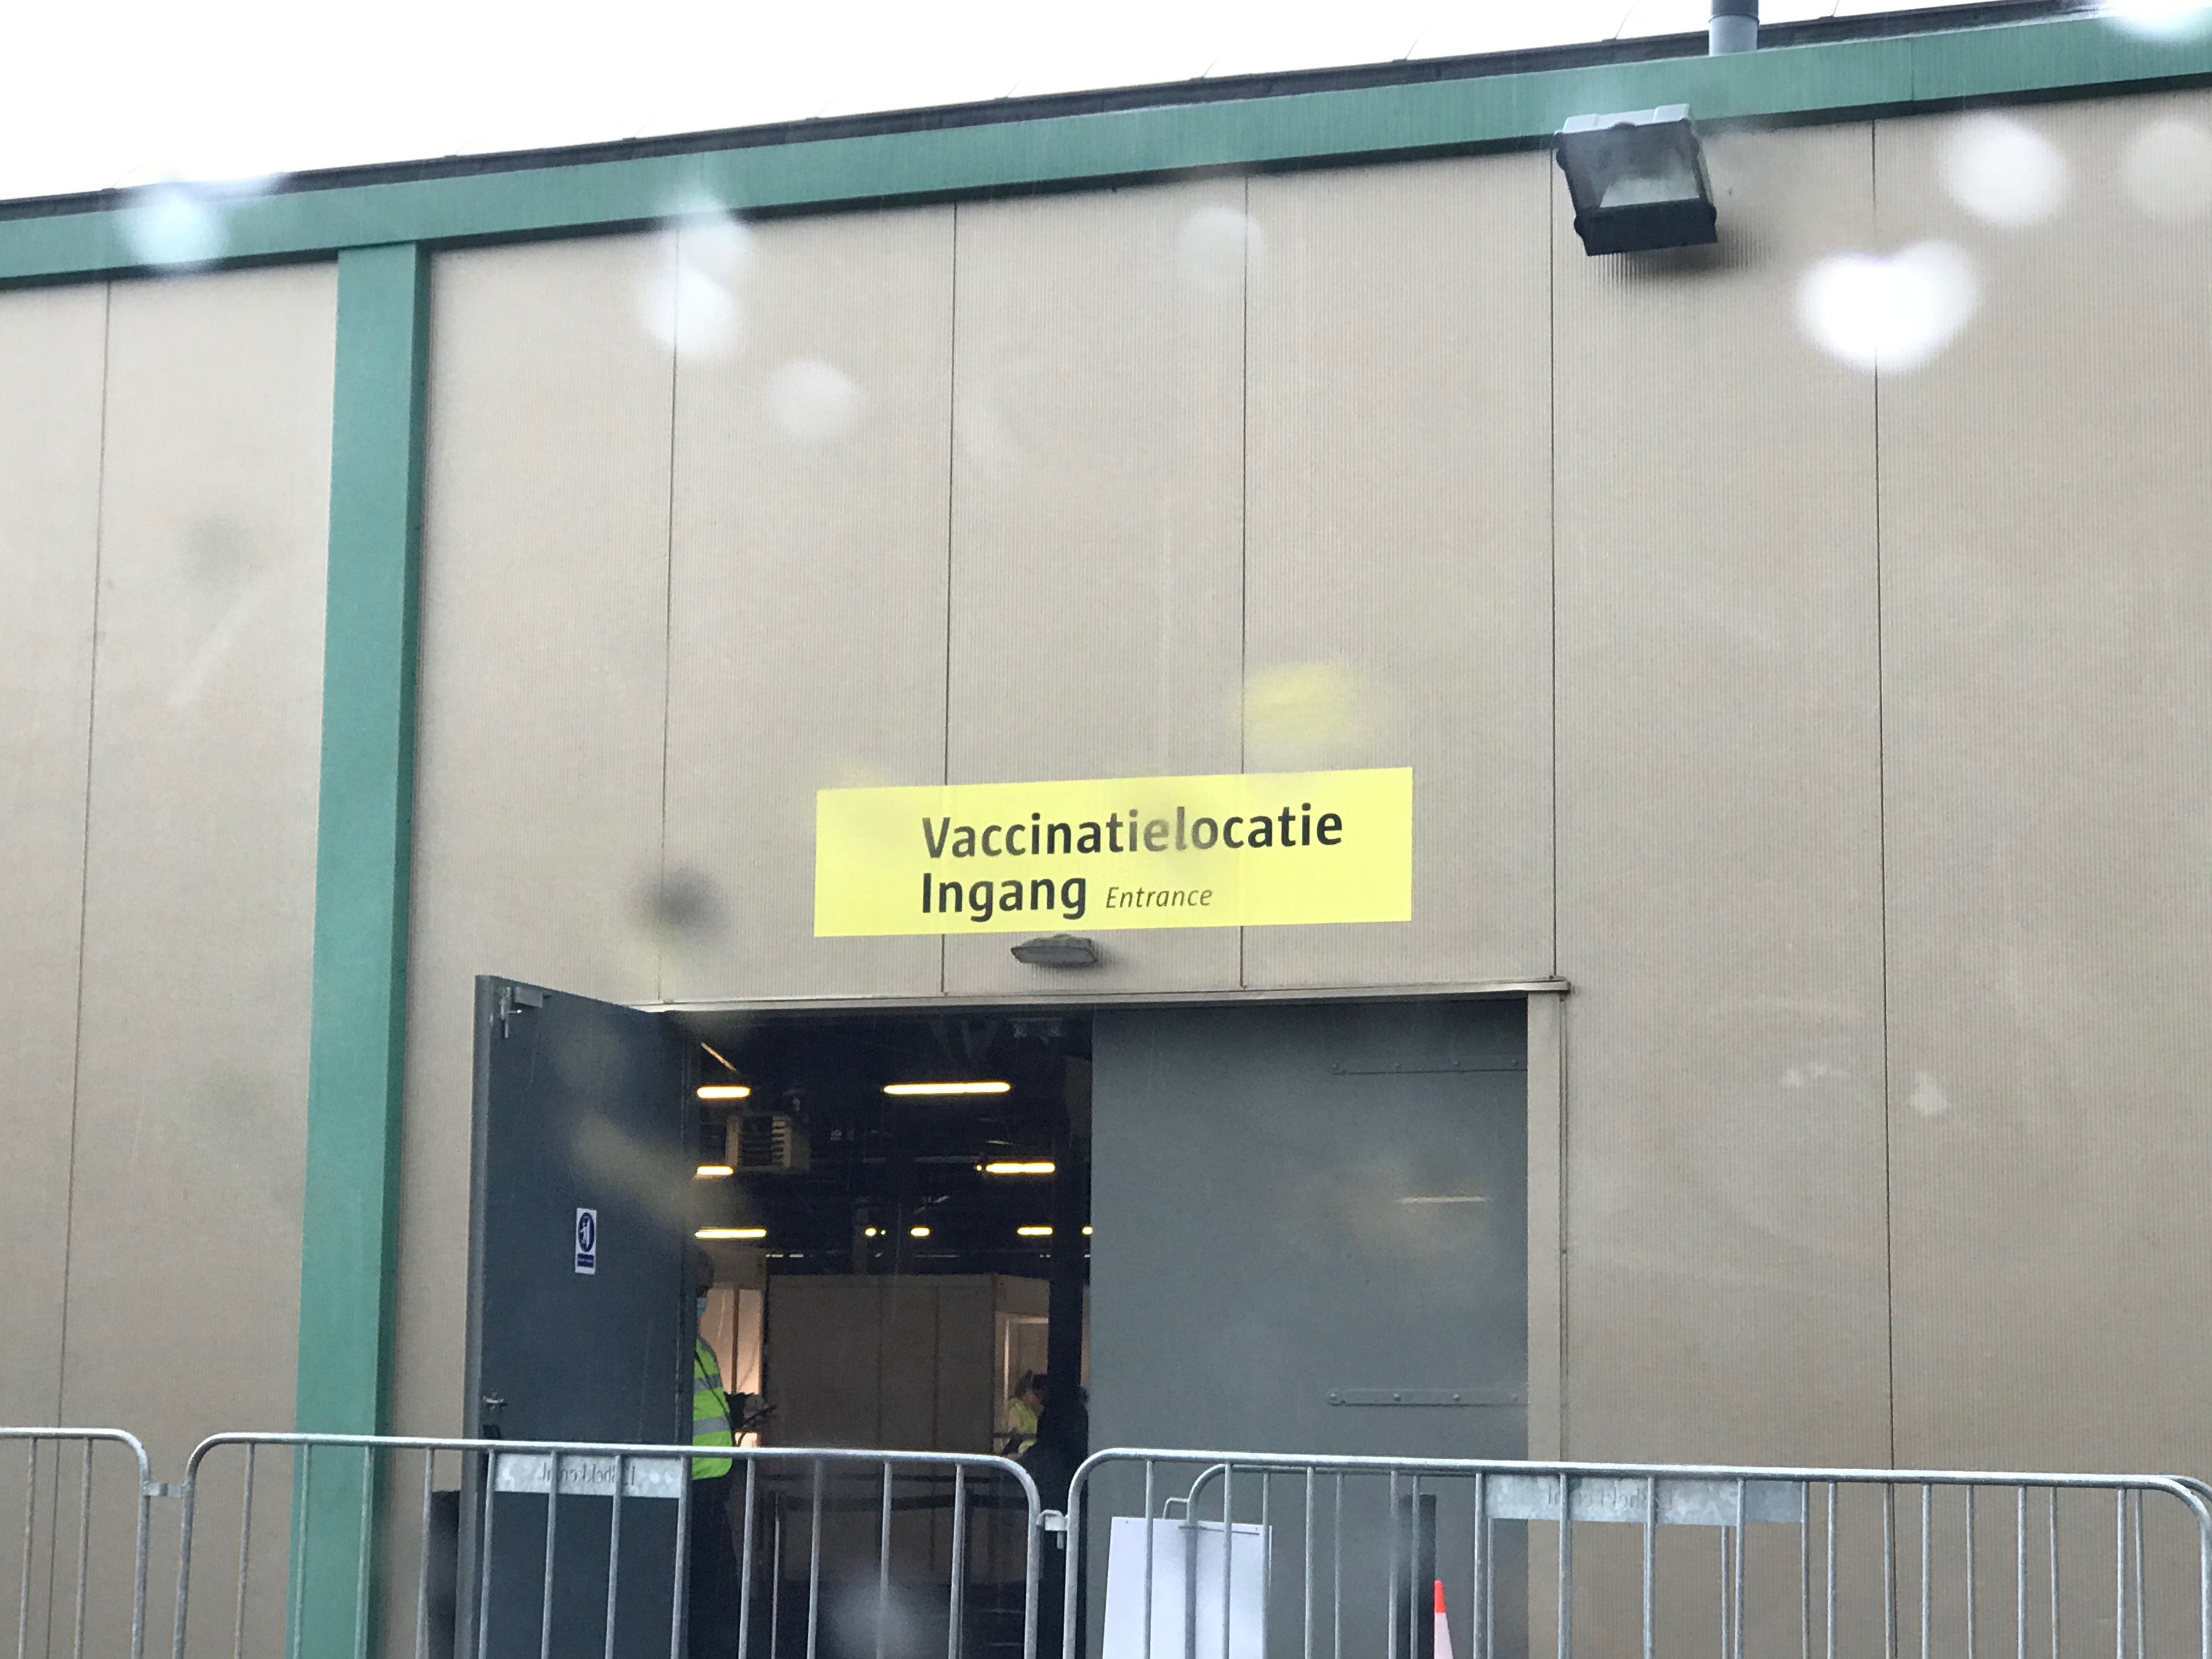 Vaccinatielocatie
Ingang Entrance